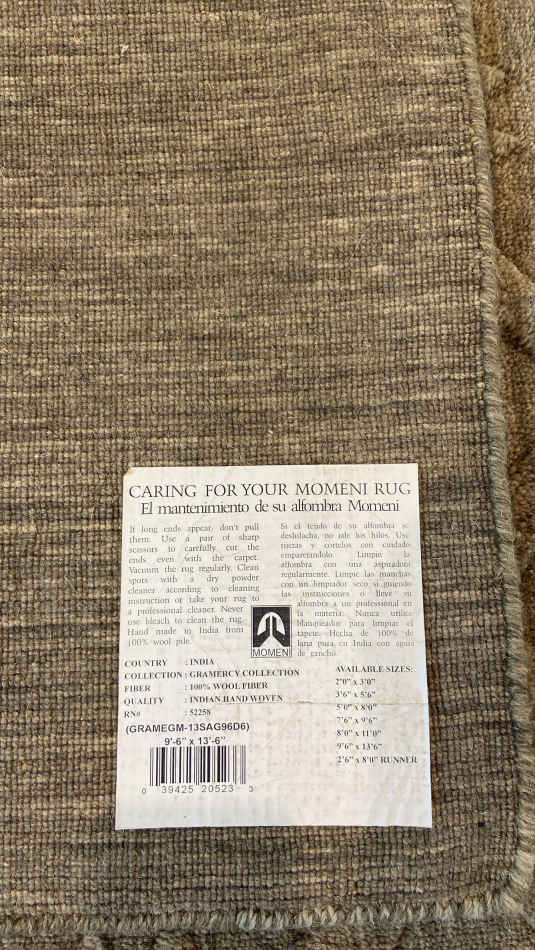 CARING FOR YOUR MOMENI RUG
El mantenimiento de su alfombra Momeni
If long ends appear, don't pull
them. Use a pair of sharp
scissors to carefully cut the
ends even with the carpet.
Vacuum the rug regularly. Clean
spots with a dry powder
cleaner according to cleaning
instruction or take your rug to
a professional cleaner. Never
use bleach to clean the rug.
Hand made in India from
100% wool pile.
Si el tejido de su alfombra se
deshilacha, no jale los hilos. Use
tijeras y cortelos con cuidado
emparejandolo. Limpie la
alfombra con una aspiradora
regularmente. Limpie las manchas
con un limpiador seco siguiendo
las instrucciones o lleve su
alfombra a un profesional en
la materia. Nunca utilice
blanqueador para limpiar el
tapete. Hecha de 100% de
lana pura en India con aguja
de gancho.
MOMENI
COUNTRY : INDIA
COLLECTION : GRAMERCY COLLECTION
FIBER : 100% WOOL FIBER
QUALITY : INDIAN HAND WOVEN
RN# : 52258
(GRAMEGM-13SAG96D6)
9'-6" x 13'-6"
0 39425 20523 3
AVAILABLE SIZES:
2'0" x 3'0"
3'6" x 5'6"
5'0" x 8'0"
7'6" x 9'6"
8'0" x 11'0"
9'6" x 13'6"
2'6" x 8'0" RUNNER